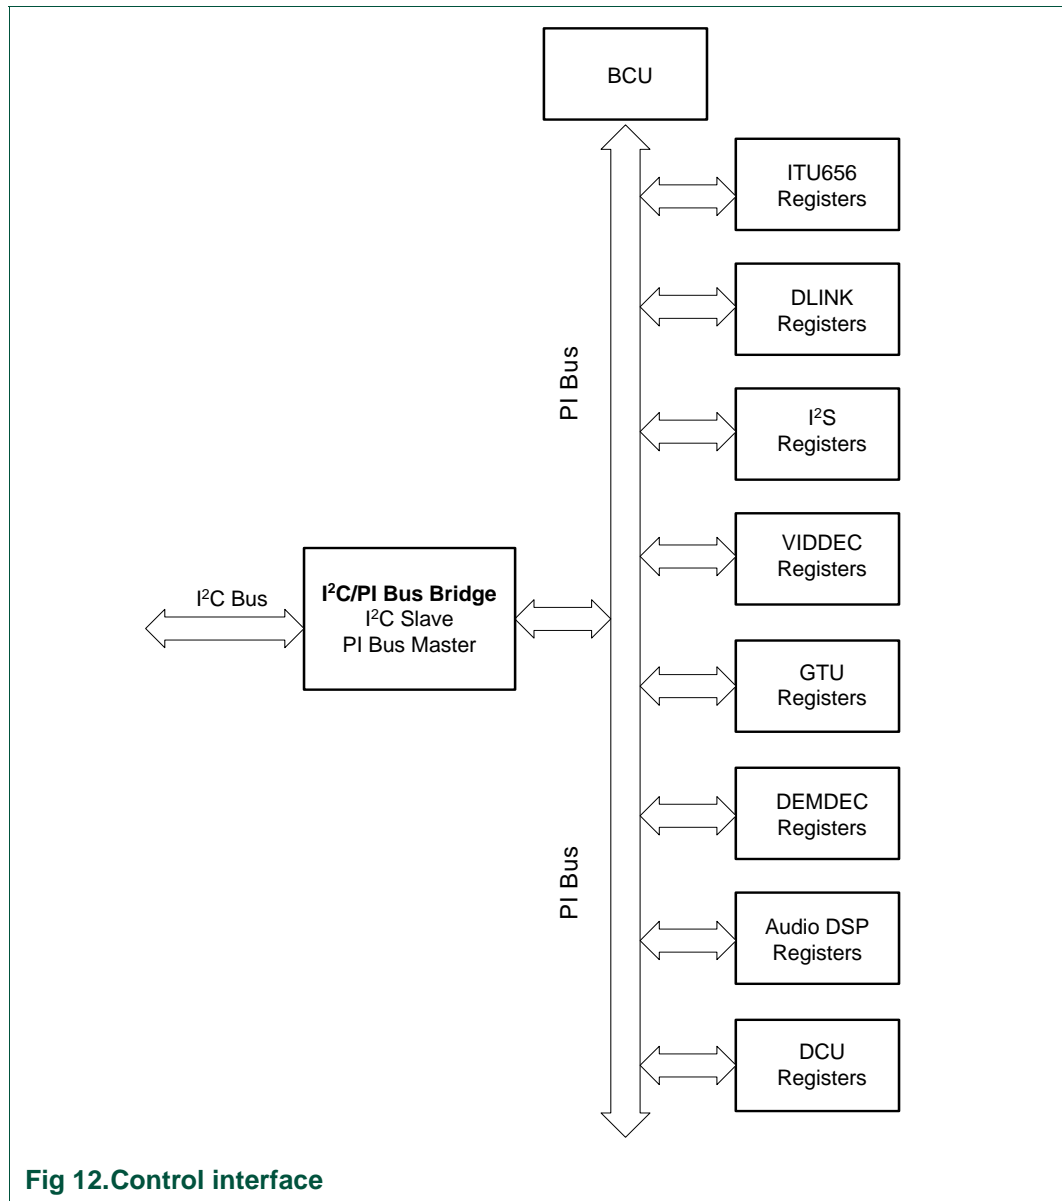 BCU
ITU656
Registers
DLINK
Registers
PI Bus
I²S
Registers
VIDDEC
Registers
I²C Bus
I²C/PI Bus Bridge
I²C Slave
PI Bus Master
GTU
Registers
DEMDEC
Registers
PI Bus
Audio DSP
Registers
DCU
Registers
Fig 12.Control interface